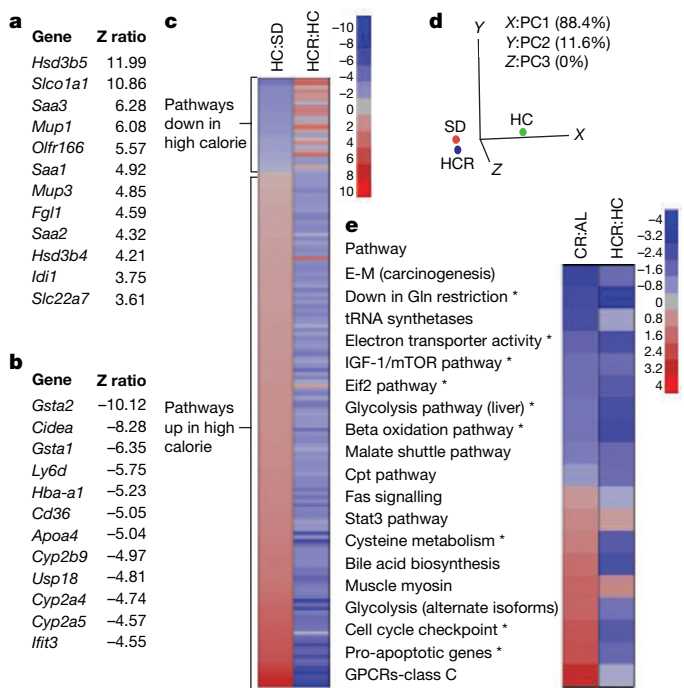 a
Gene Z ratio
Hsd3b5 11.99
Slco1a1 10.86
Saa3 6.28
Mup1 6.08
Olfr166 5.57
Saa1 4.92
Mup3 4.85
Fgl1 4.59
Saa2 4.32
Hsd3b4 4.21
Idi1 3.75
Slc22a7 3.61
b
Gene Z ratio
Gsta2 –10.12
Cidea –8.28
Gsta1 –6.35
Ly6d –5.75
Hba-a1 –5.23
Cd36 –5.05
Apoa4 –5.04
Cyp2b9 –4.97
Usp18 –4.81
Cyp2a4 –4.74
Cyp2a5 –4.57
Ifit3 –4.55
c
HC:SD
HCR:HC
Pathways
down in
high calorie
Pathways
up in high
calorie
–10
–8
–6
–4
–2
0
2
4
6
8
10
d
X:PC1 (88.4%)
Y:PC2 (11.6%)
Z:PC3 (0%)
Y
SD
HCR
HC
X
Z
e
CR:AL
HCR:HC
Pathway
E-M (carcinogenesis)
Down in Gln restriction *
tRNA synthetases
Electron transporter activity *
IGF-1/mTOR pathway *
Eif2 pathway *
Glycolysis pathway (liver) *
Beta oxidation pathway *
Malate shuttle pathway
Cpt pathway
Fas signalling
Stat3 pathway
Cysteine metabolism *
Bile acid biosynthesis
Muscle myosin
Glycolysis (alternate isoforms)
Cell cycle checkpoint *
Pro-apoptotic genes *
GPCRs-class C
–4
–3.2
–2.4
–1.6
–0.8
0
0.8
1.6
2.4
3.2
4